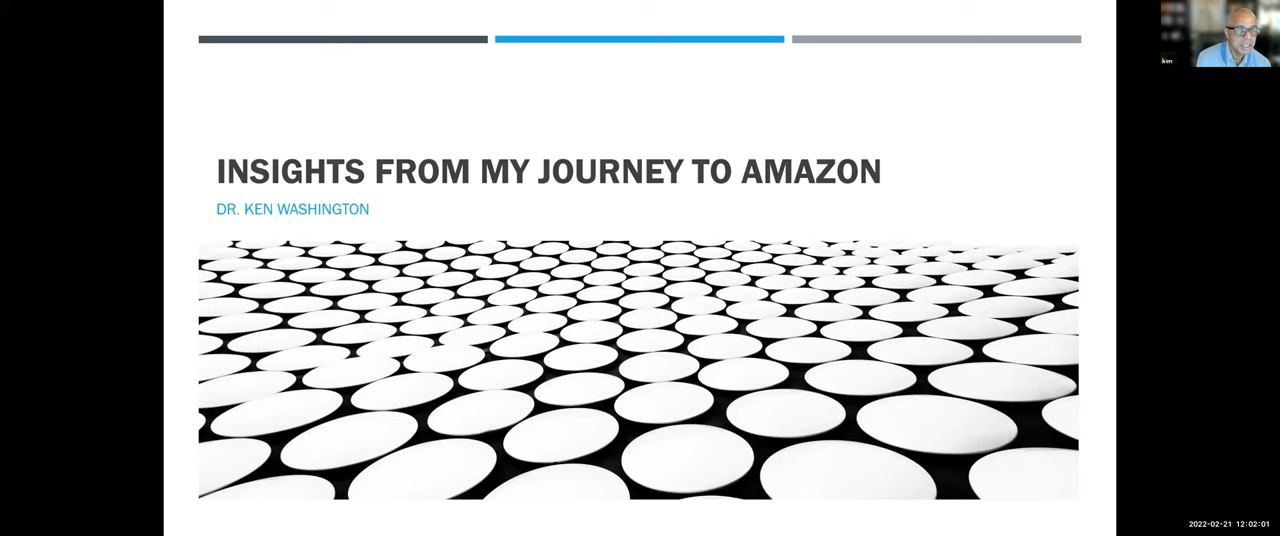 INSIGHTS FROM MY JOURNEY TO AMAZON
DR. KEN WASHINGTON
ken
2022-02-21 12:02:01